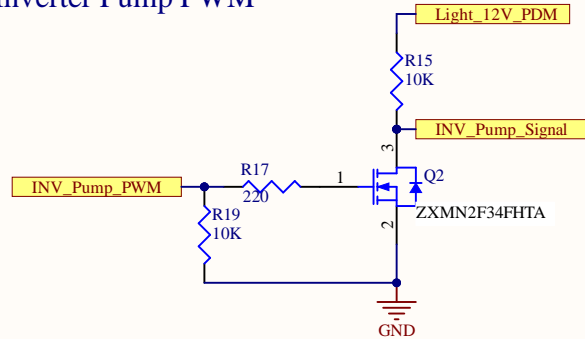 Inverter Pump PWM
Light_12V_PDM
R15
10K
INV_Pump_Signal
3
R17
1
Q2
INV_Pump_PWM
220
R19
10K
2
ZXMN2F34FHTA
GND